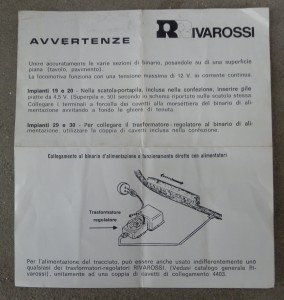 AVVERTENZE
RR IVAROSSI
Unire accuratamente le varie sezioni di binario, posandolo su di una superficie
piana (tavolo, pavimento).
La locomotiva funziona con una tensione massima di 12 V. in corrente continua.
Impianti 19 e 20 - Nella scatola-portapila, inclusa nella confezione, inserire pile
piatte da 4,5 V. (Superpila n. 50) secondo lo schema riportato sulla scatola stessa.
Collegare i terminali a forcella dei cavetti alla morsettiera del binario di ali-
mentazione avvitando a fondo le ghiere di tenuta.
Impianti 29 e 30 - Per collegare il trasformatore-regolatore al binario di ali-
mentazione, utilizzare la coppia di cavetti inclusa nella confezione.
Collegamento al binario d'alimentazione a fascinamento diretto con alimentatori
Trasformatore
regolatore
Per l'alimentazione del tracciato, può essere anche usato indifferentemente uno
qualsiasi dei trasformatori-regolatori RIVAROSSI. (Vedasi catalogo generale Ri-
varossi), unitamente ad una coppia di cavetti di collegamento 4403.